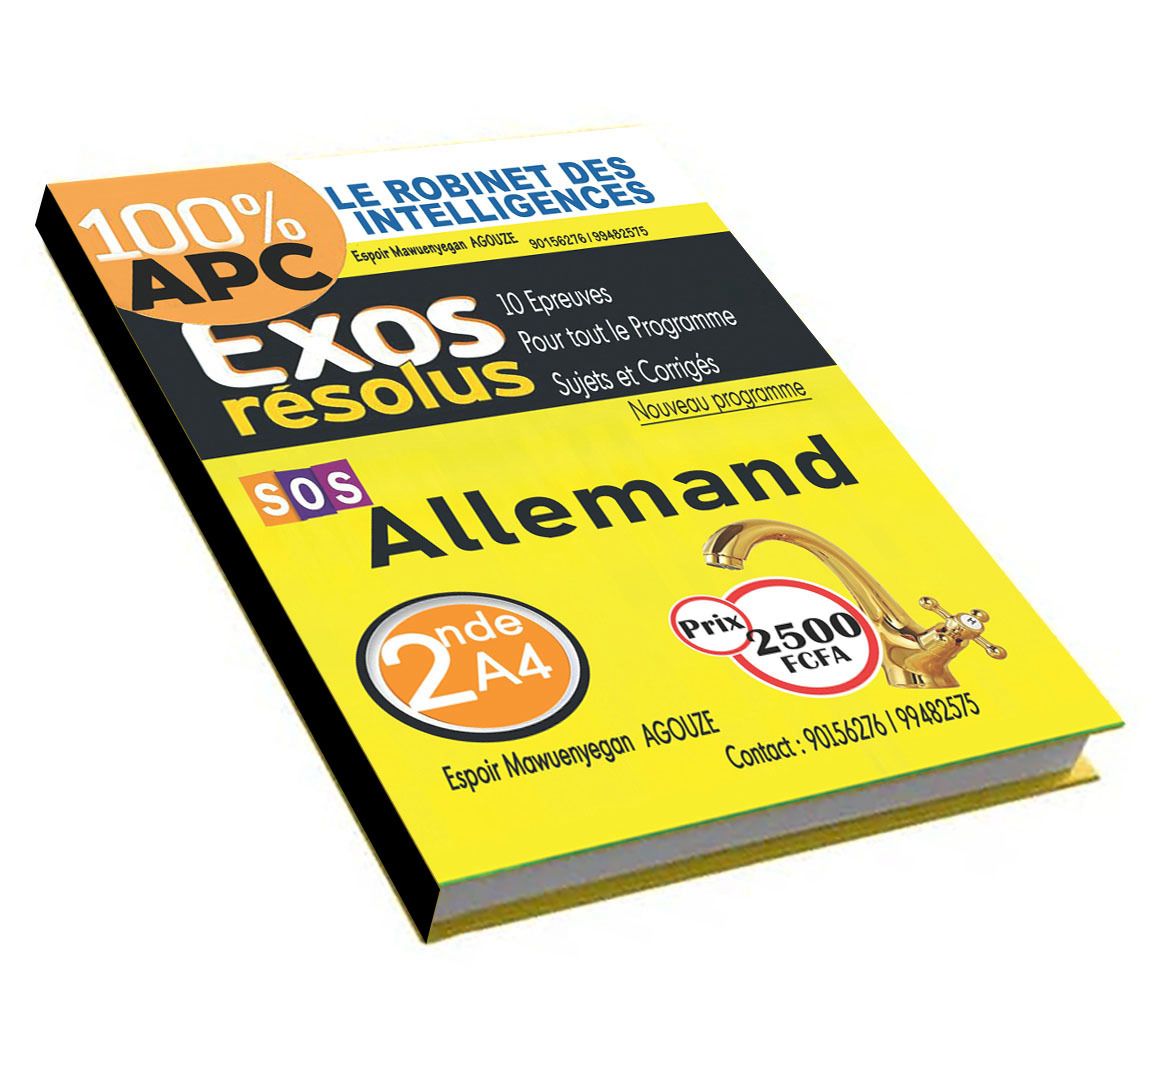 100%
APC
LE ROBINET DES
INTELLIGENCES
Espoir Mawuenyegan AGOUZE 90156276 / 99482575
Exos
résolus
10 Epreuves
Pour tout le Programme
Sujets et Corrigés
Nouveau programme
SOS
Allemand
2nde
A4
Prix
2500
FCFA
H
Espoir Mawuenyegan AGOUZE
Contact : 90156276 / 99482575